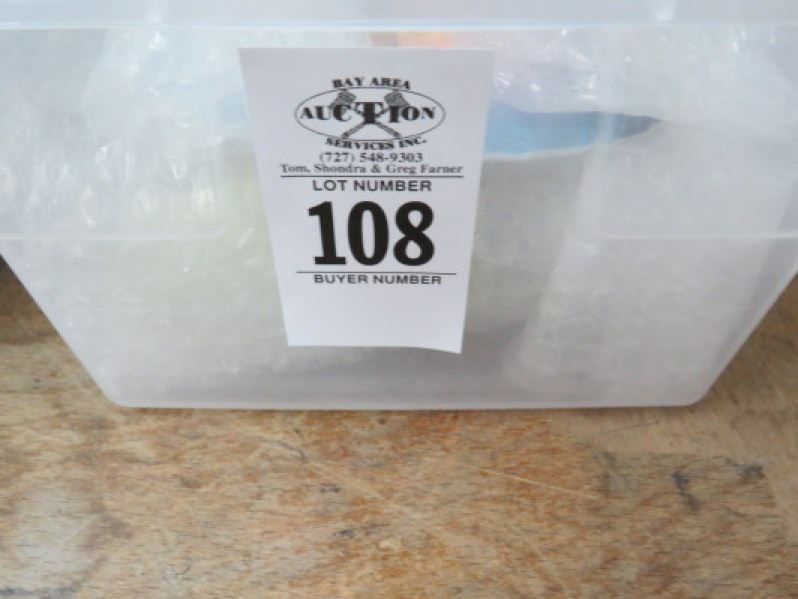 BAY AREA
AUCTION
SERVICES INC.
(727) 548-9303
Tom, Shondra & Greg Farner
LOT NUMBER
108
BUYER NUMBER